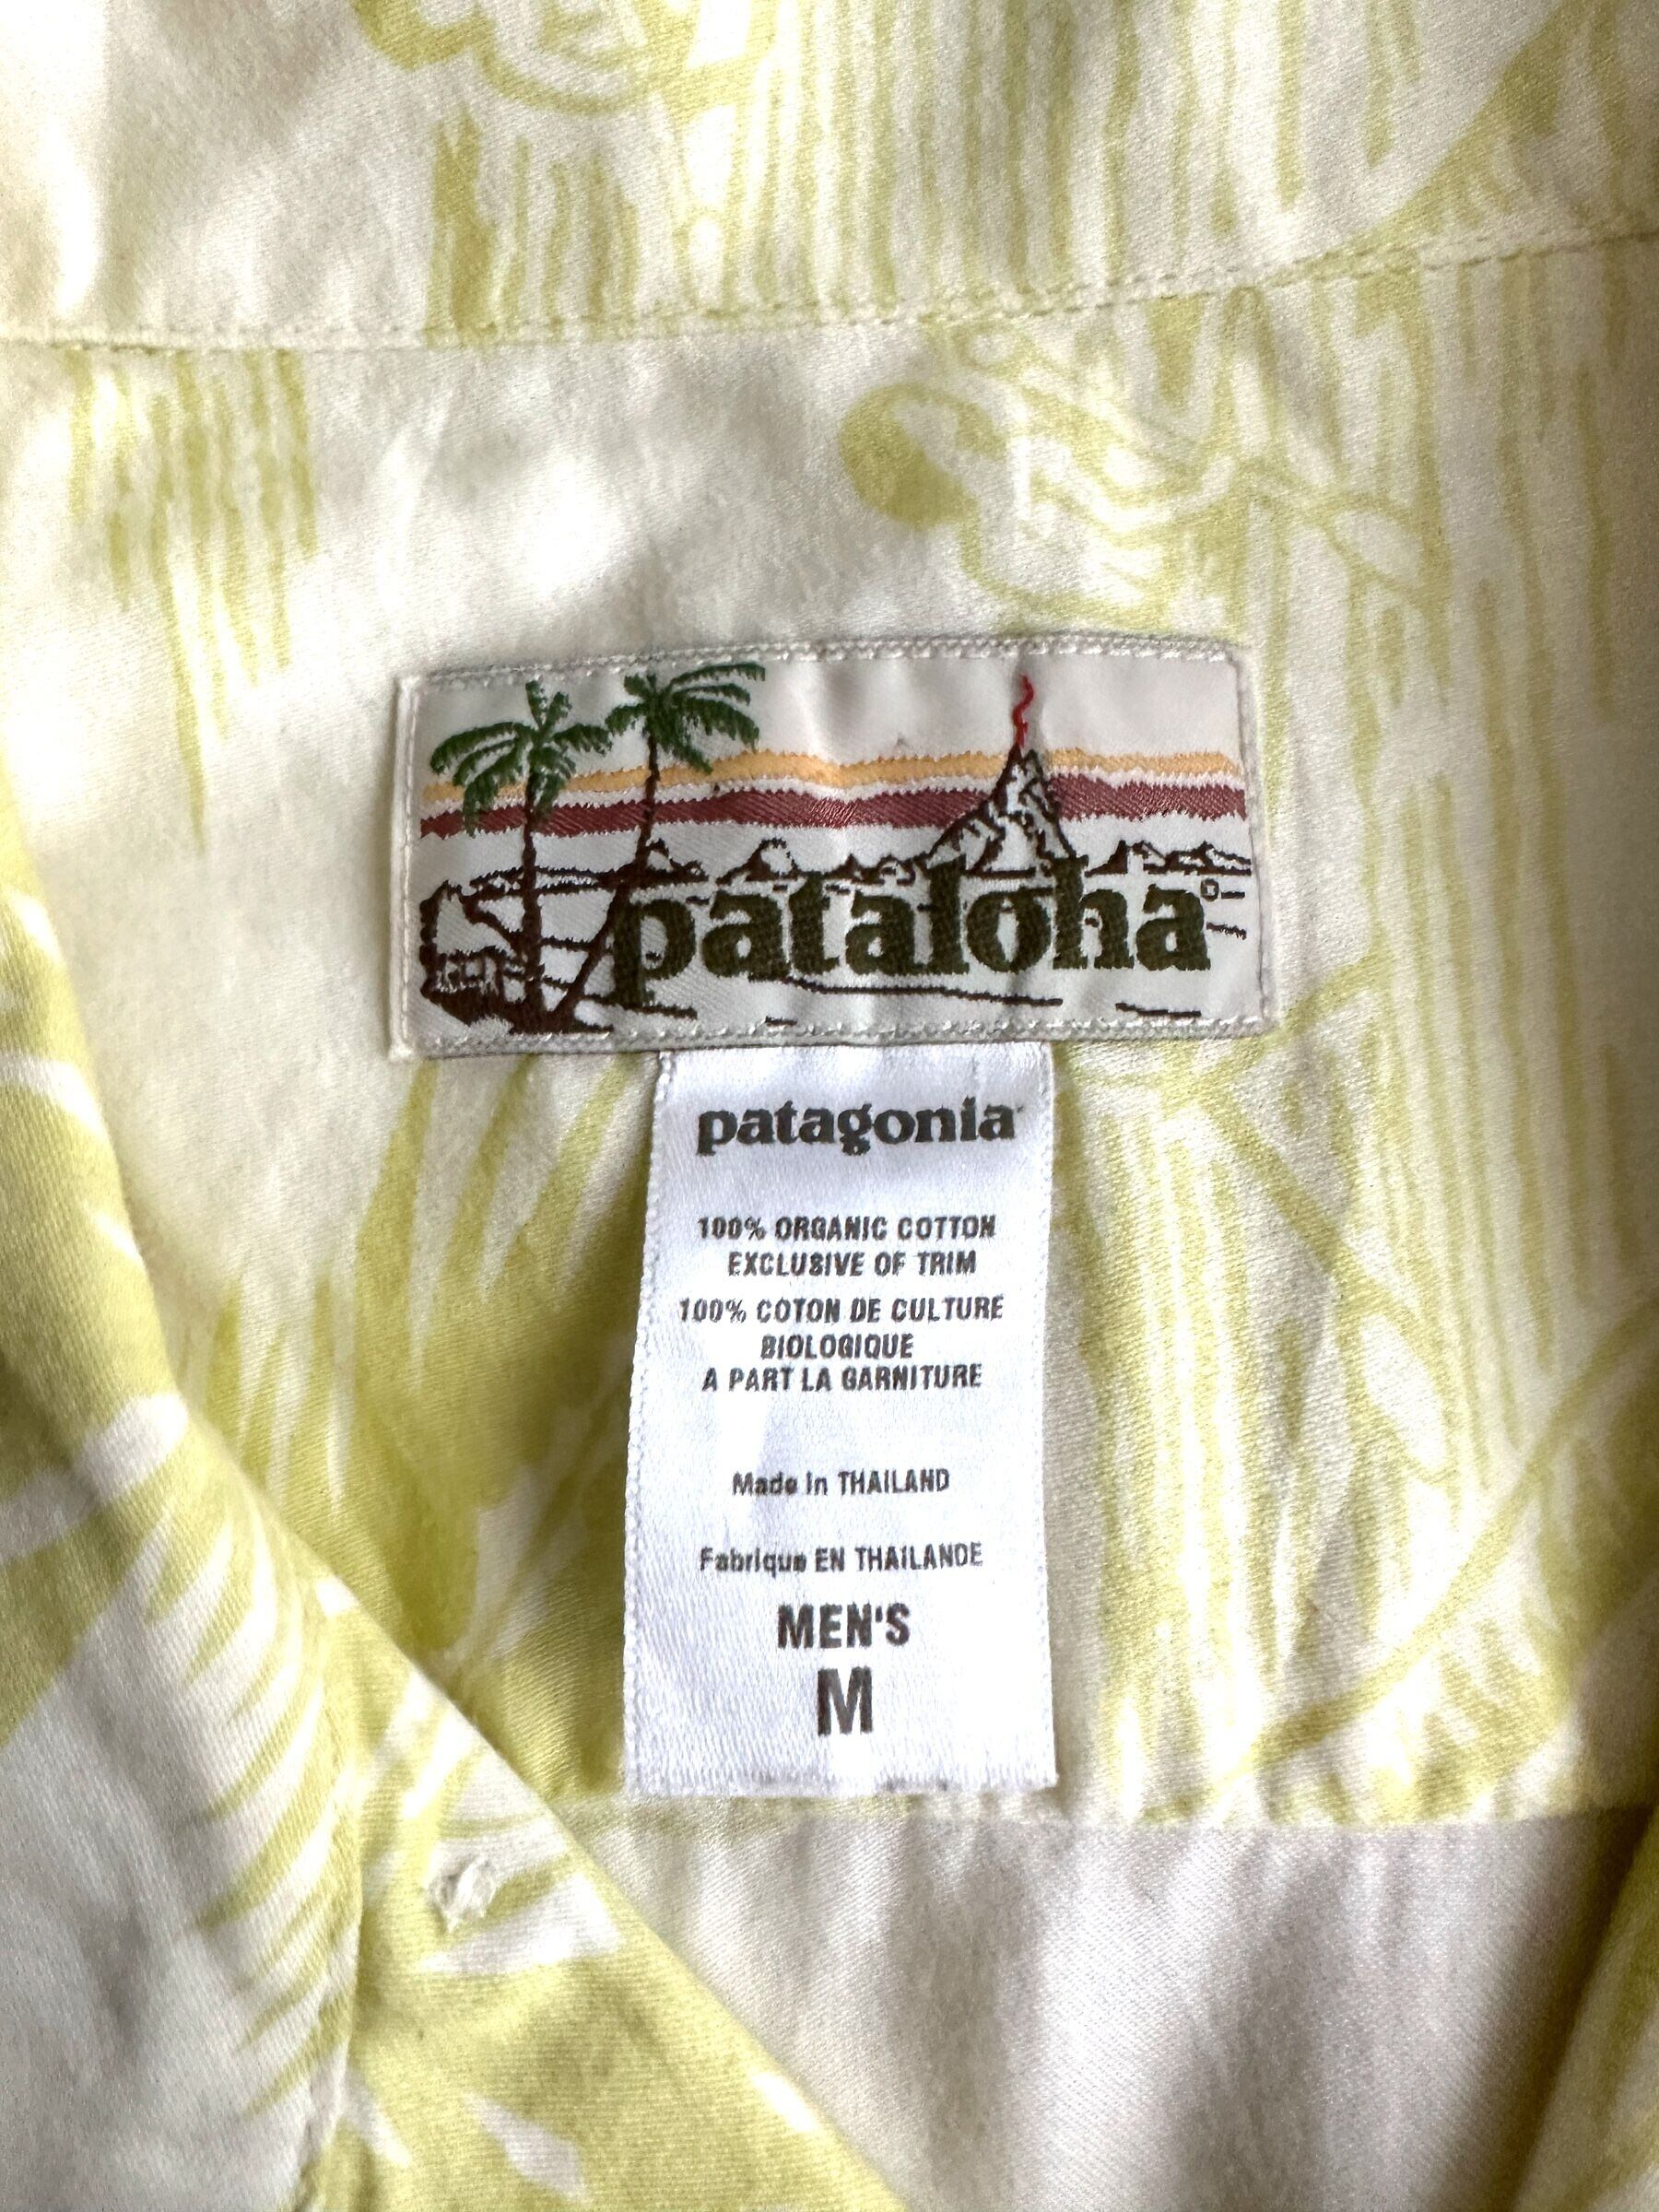 pataloha®
patagonia
100% ORGANIC COTTON
EXCLUSIVE OF TRIM
100% COTON DE CULTURE
BIOLOGIQUE
A PART LA GARNITURE
Made in THAILAND
Fabrique EN THAILANDE
MEN'S
M